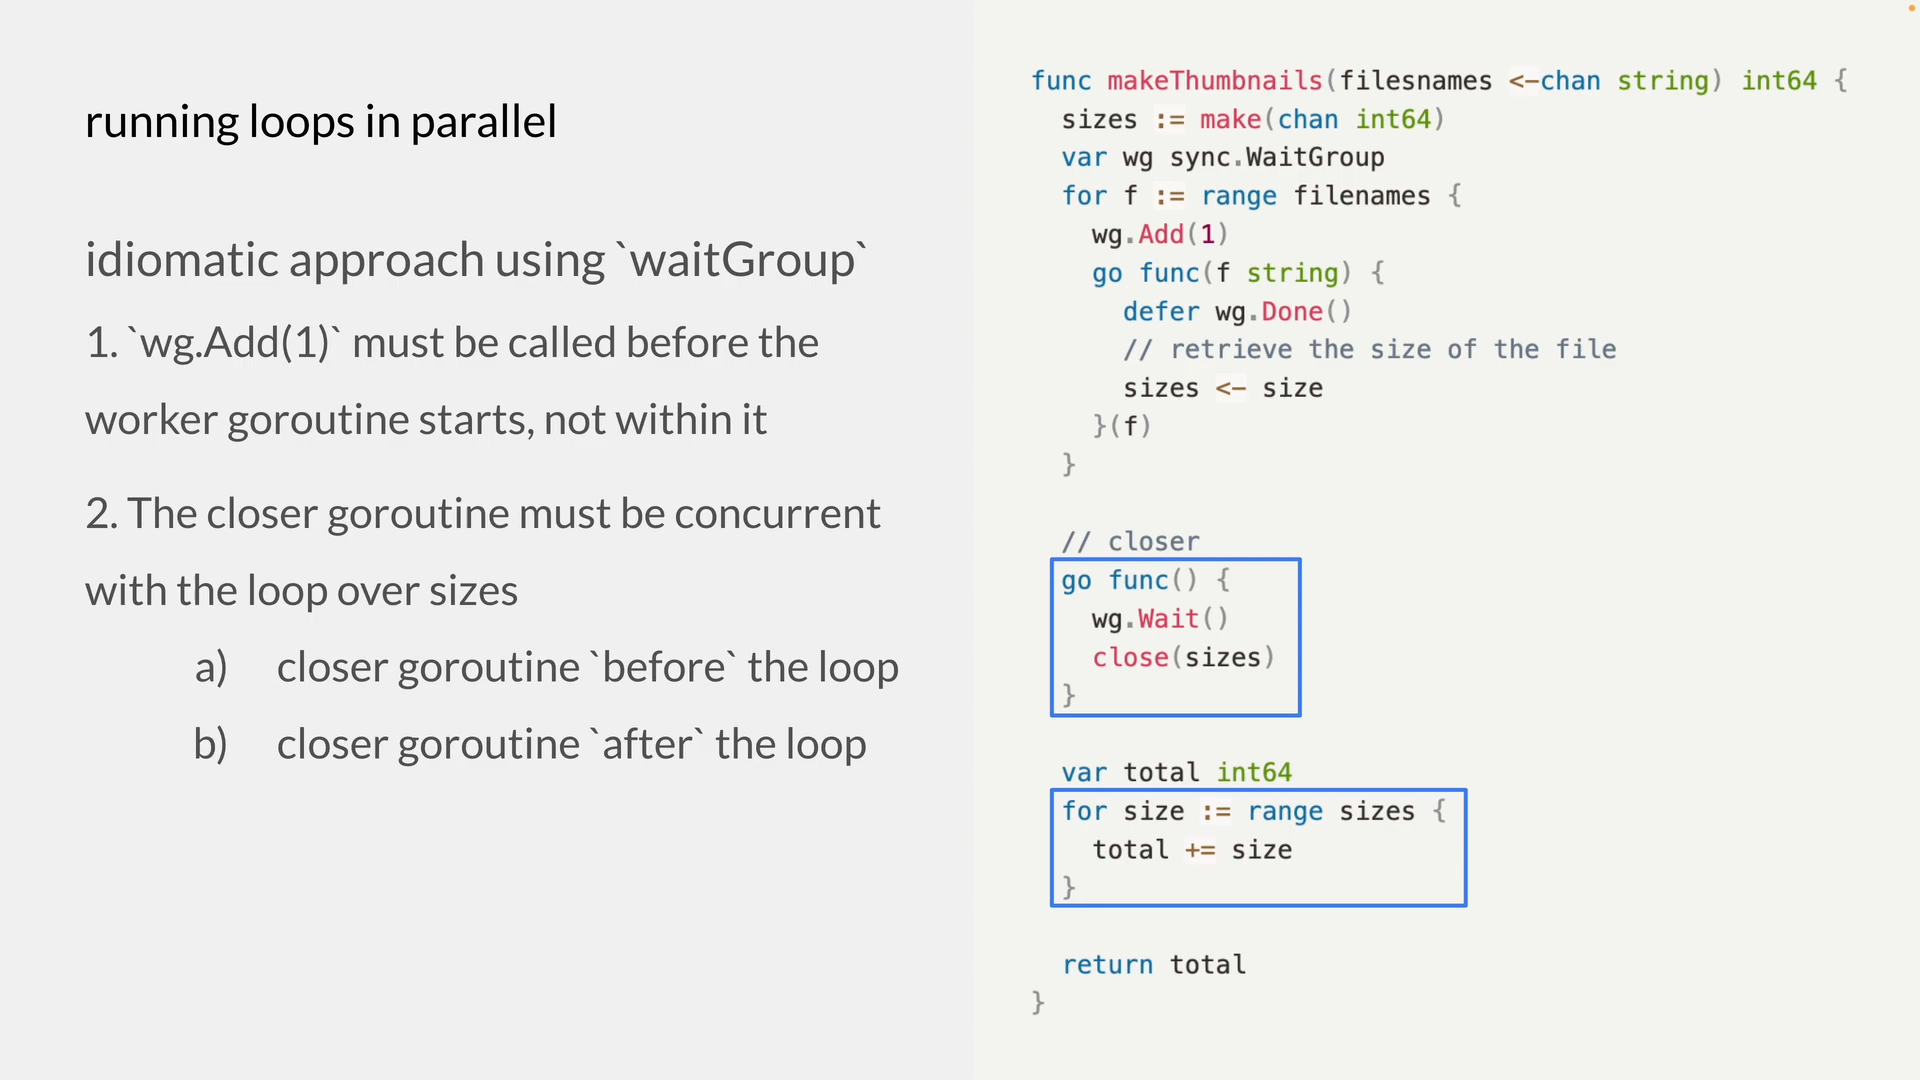 running loops in parallel
idiomatic approach using `waitGroup`
1. `wg.Add(1)` must be called before the
worker goroutine starts, not within it
2. The closer goroutine must be concurrent
with the loop over sizes
a) closer goroutine `before` the loop
b) closer goroutine `after` the loop
func makeThumbnails(filesnames <-chan string) int64 {
  sizes := make(chan int64)
  var wg sync.WaitGroup
  for f := range filenames {
    wg.Add(1)
    go func(f string) {
      defer wg.Done()
      // retrieve the size of the file
      sizes <- size
    }(f)
  }
  // closer
  go func() {
    wg.Wait()
    close(sizes)
  }
  var total int64
  for size := range sizes {
    total += size
  }
  return total
}